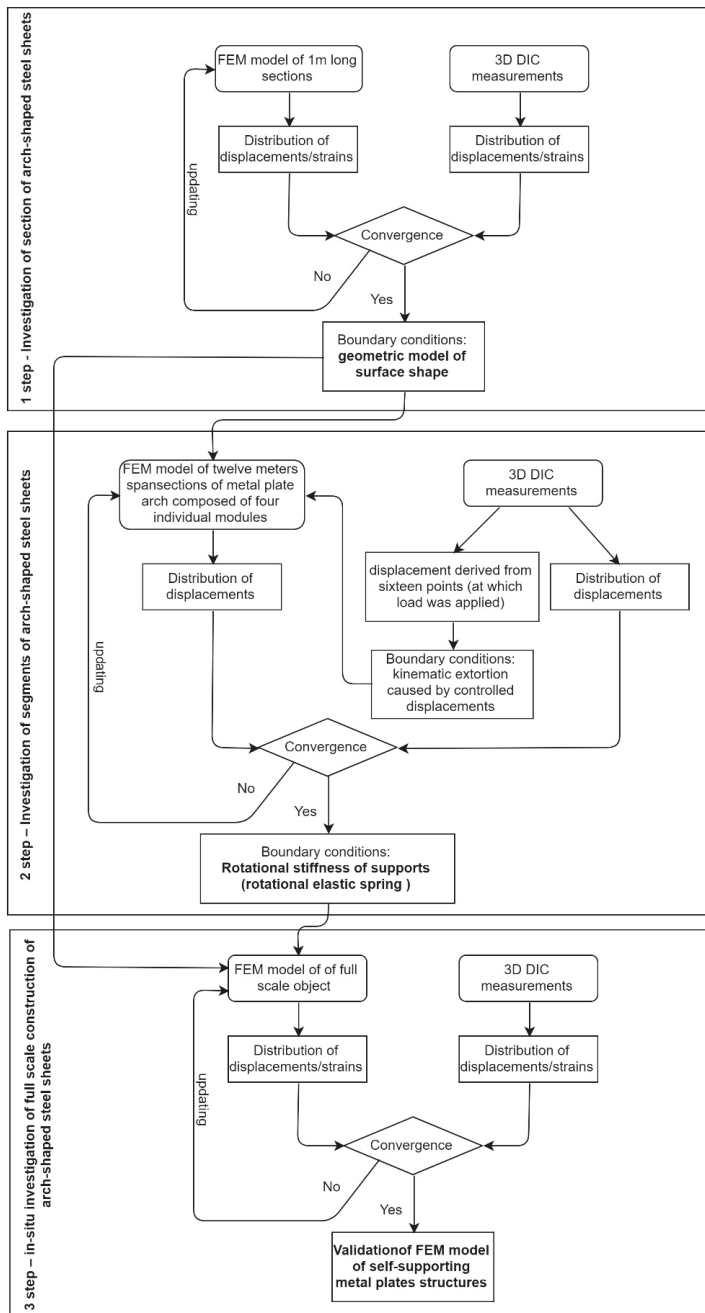 1 step - Investigation of section of arch-shaped steel sheets
FEM model of 1m long
sections
3D DIC
measurements
Distribution of
displacements/strains
Distribution of
displacements/strains
updating
Convergence
No
Yes
Boundary conditions:
geometric model of
surface shape
2 step – Investigation of segments of arch-shaped steel sheets
FEM model of twelve meters
spansections of metal plate
arch composed of four
individual modules
3D DIC
measurements
Distribution of
displacements
displacement derived from
sixteen points (at which
load was applied)
Distribution of
displacements
updating
Boundary conditions:
kinematic extortion
caused by controlled
displacements
Convergence
No
Yes
Boundary conditions:
Rotational stiffness of supports
(rotational elastic spring )
3 step – in-situ investigation of full scale construction of
arch-shaped steel sheets
FEM model of of full
scale object
3D DIC
measurements
Distribution of
displacements/strains
Distribution of
displacements/strains
updating
Convergence
No
Yes
Validationof FEM model
of self-supporting
metal plates structures